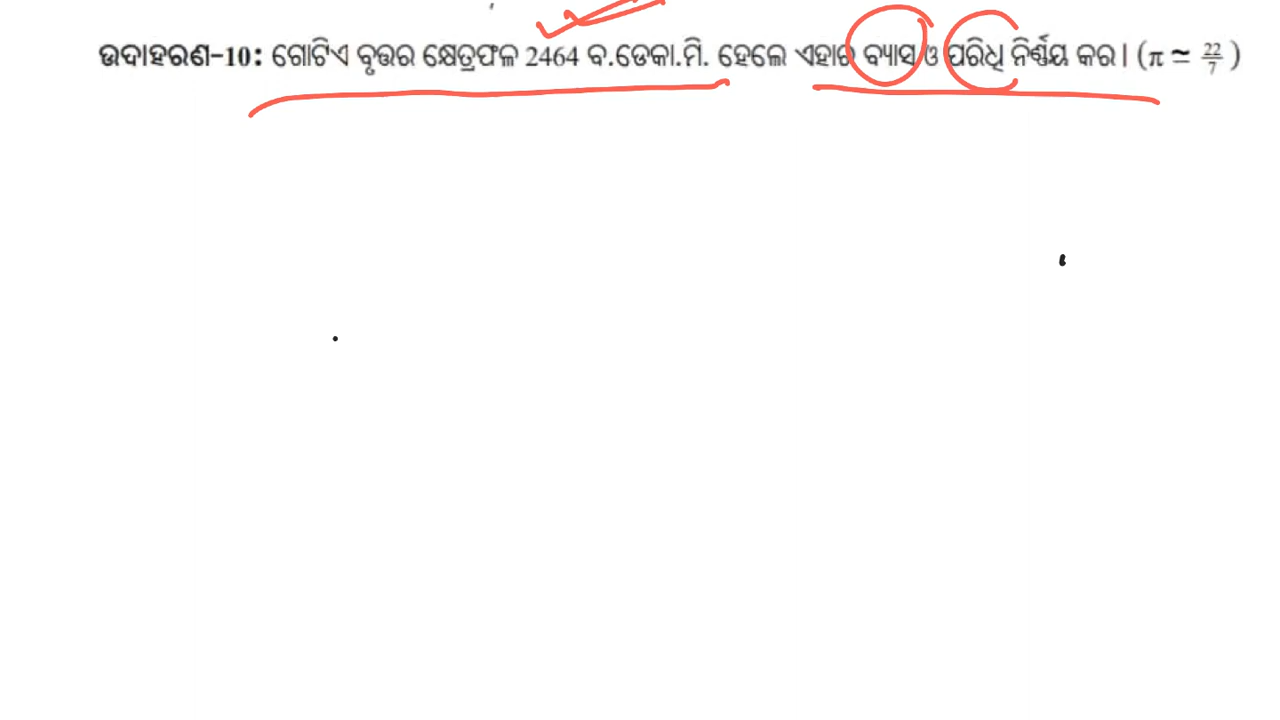 ଉଦାହରଣ-10: ଗୋଟିଏ ବୃତ୍ତର କ୍ଷେତ୍ରଫଳ 2464 ବ.ଡେକା.ମି. ହେଲେ ଏହାର ବ୍ୟାସ ଓ ପରିଧି ନିର୍ଣ୍ଣୟ କର। (π ≃ 22/7)